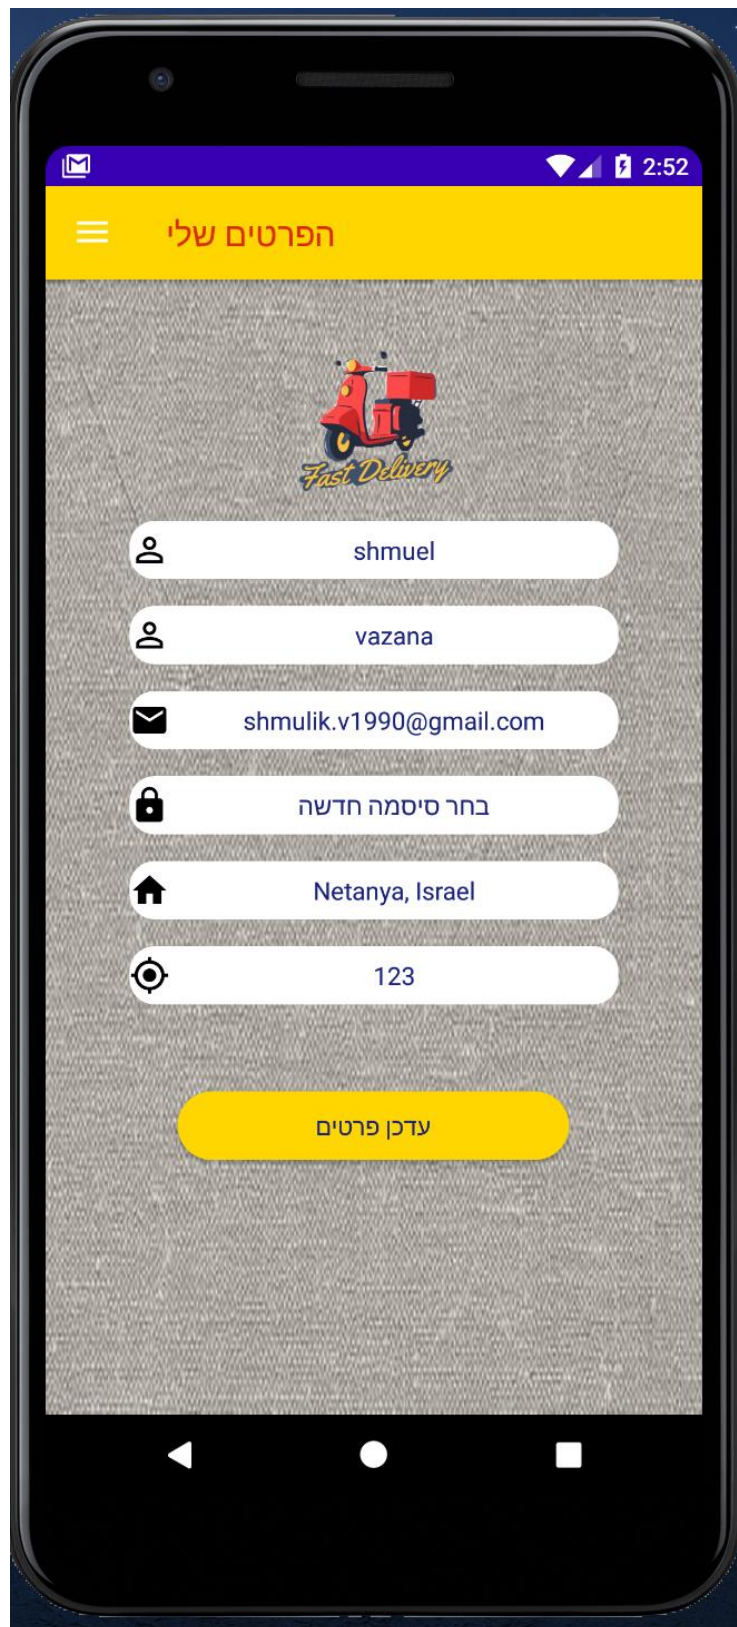 2:52
הפרטים שלי
Fast Delivery
shmuel
vazana
shmulik.v1990@gmail.com
בחר סיסמה חדשה
Netanya, Israel
123
עדכן פרטים